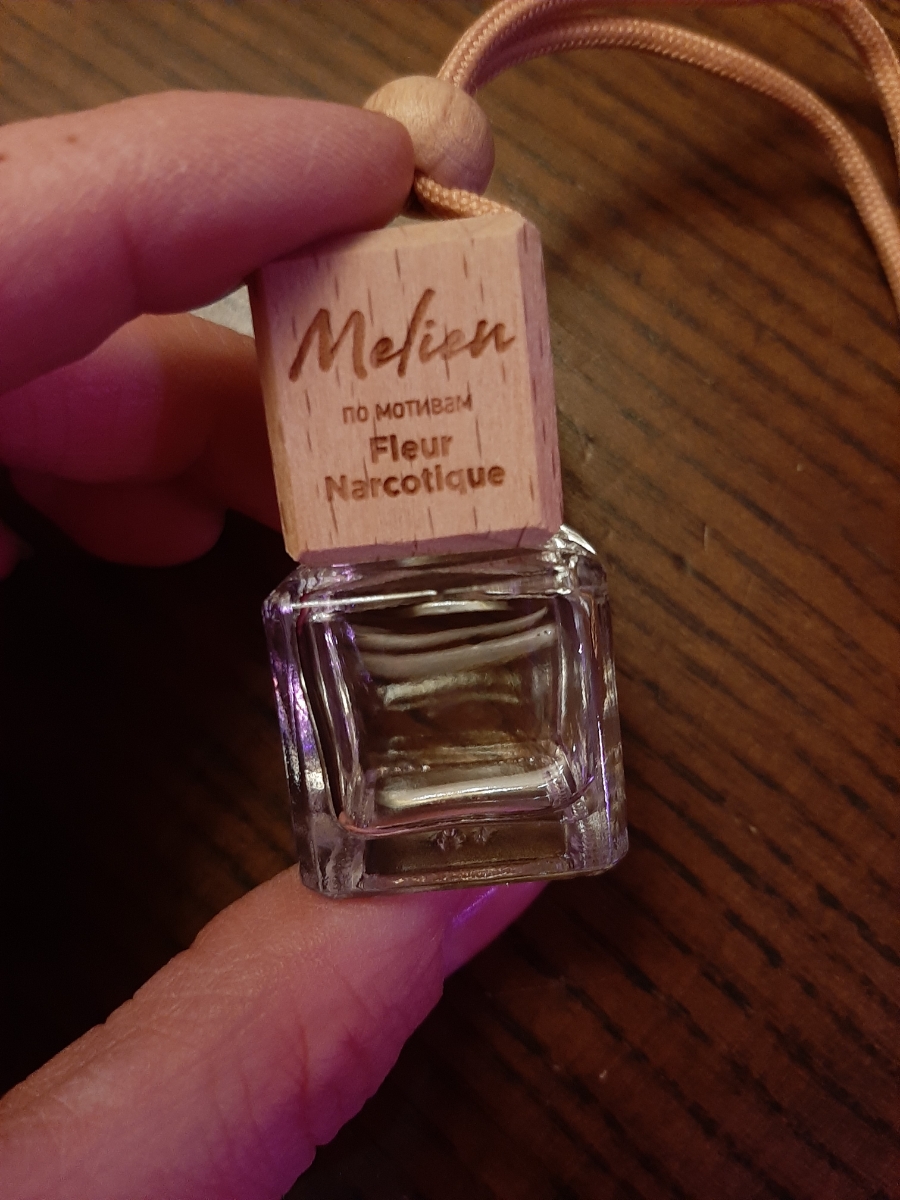 Melien
по мотивам
Fleur
Narcotique